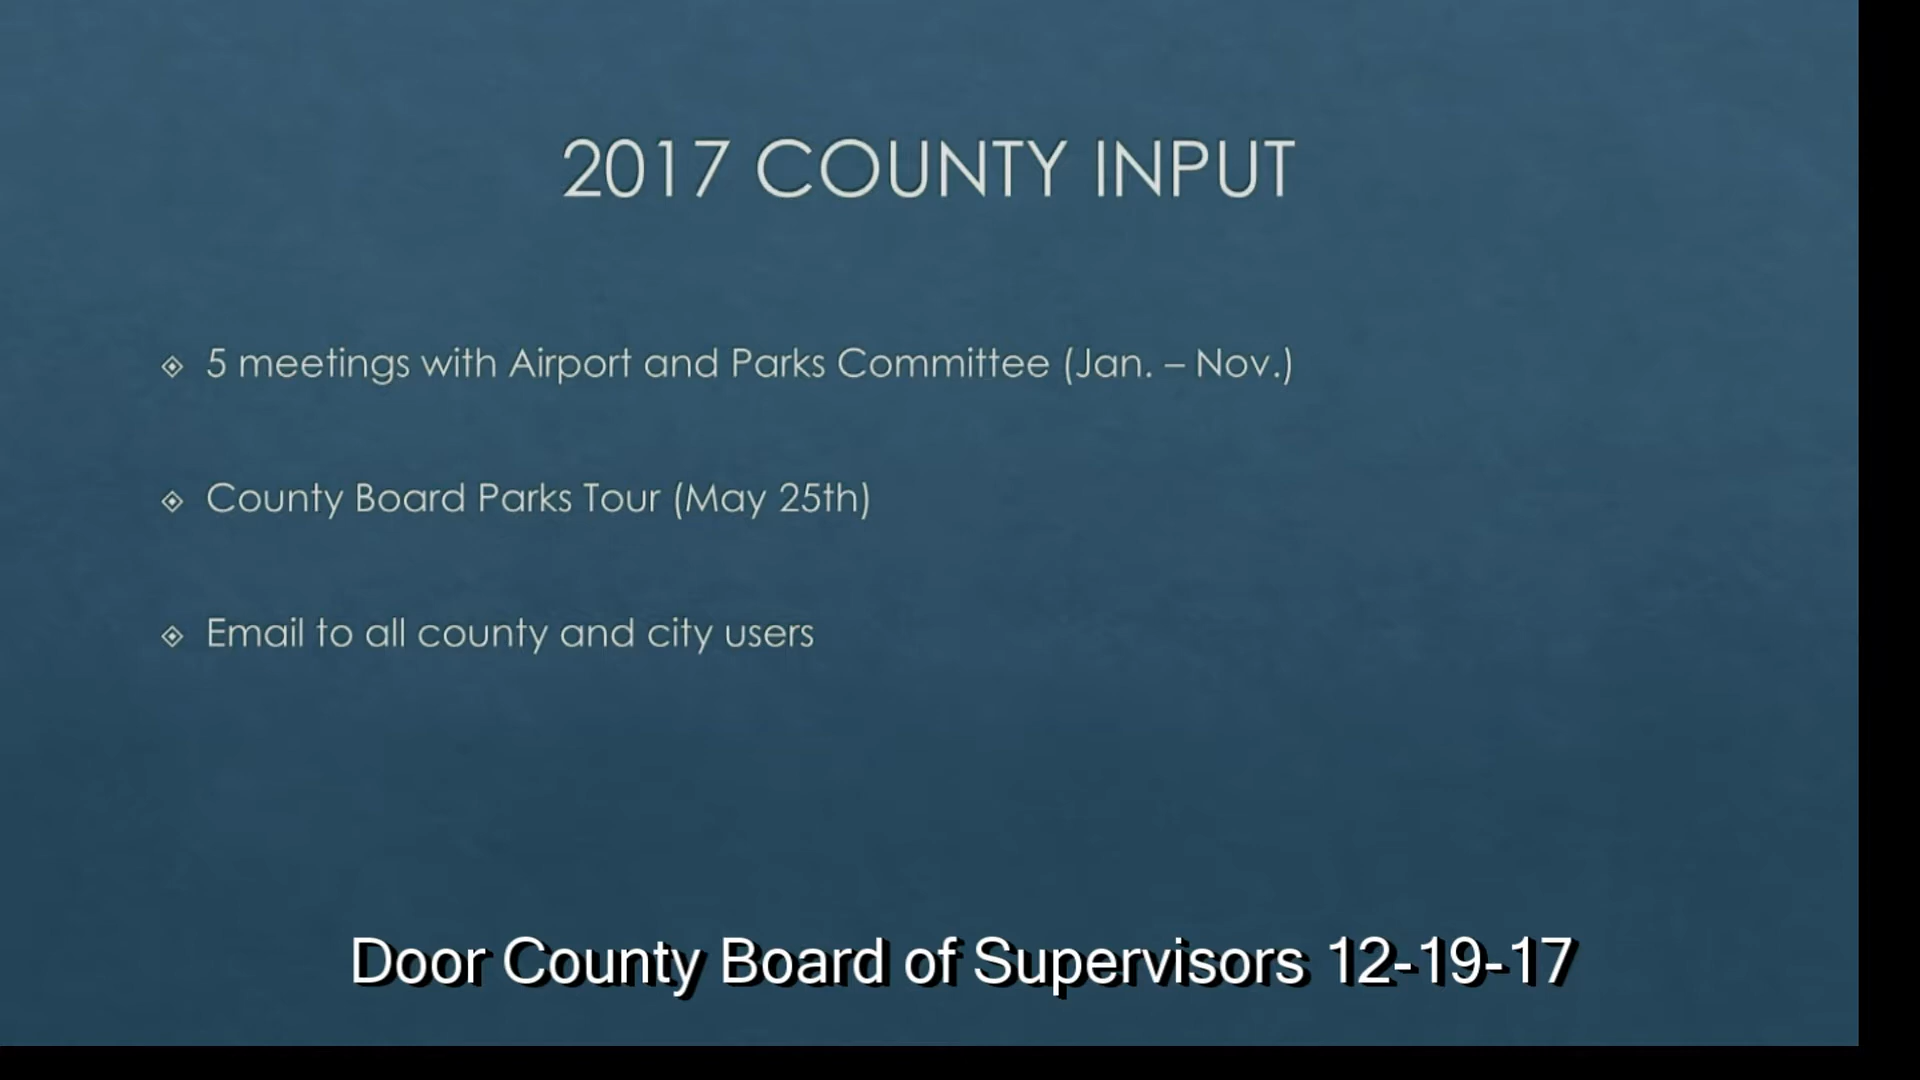 2017 COUNTY INPUT
5 meetings with Airport and Parks Committee (Jan. – Nov.)
County Board Parks Tour (May 25th)
Email to all county and city users
Door County Board of Supervisors 12-19-17